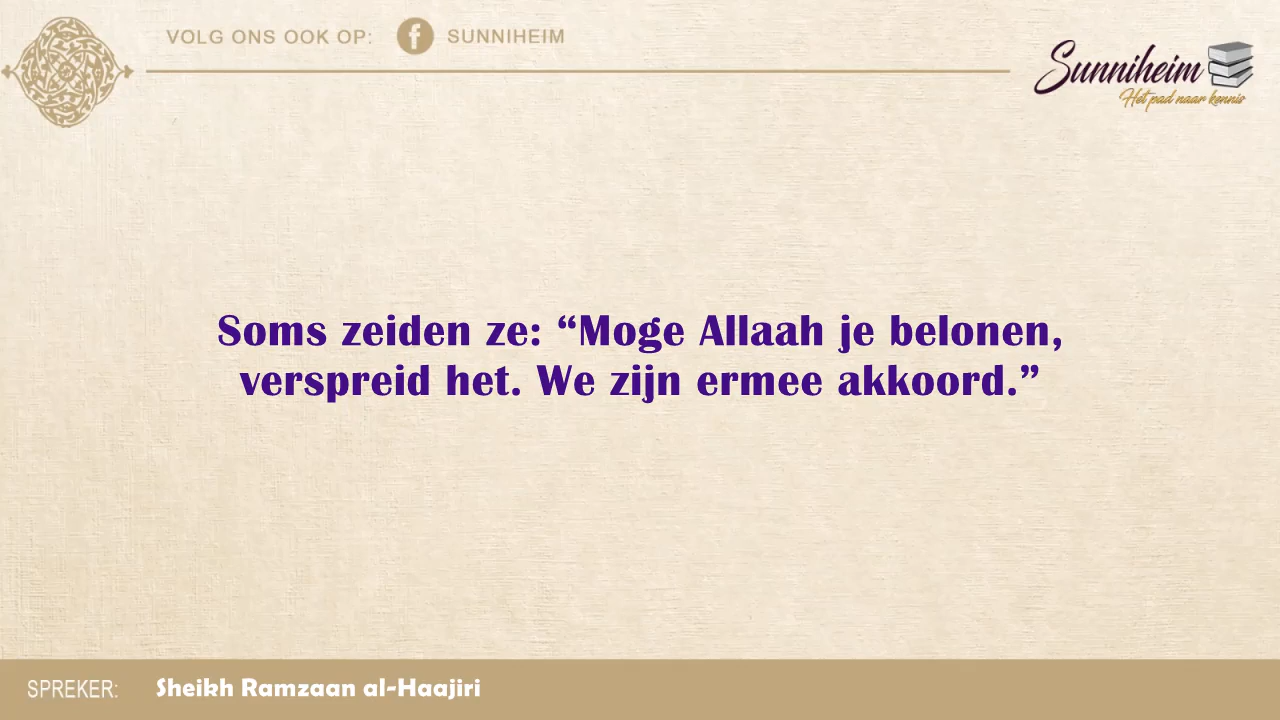 VOLG ONS OOK OP: SUNNIHEIM
Sunniheim
Het pad naar kennis
Soms zeiden ze: “Moge Allaah je belonen,
verspreid het. We zijn ermee akkoord.”
SPREKER: Sheikh Ramzaan al-Haajiri